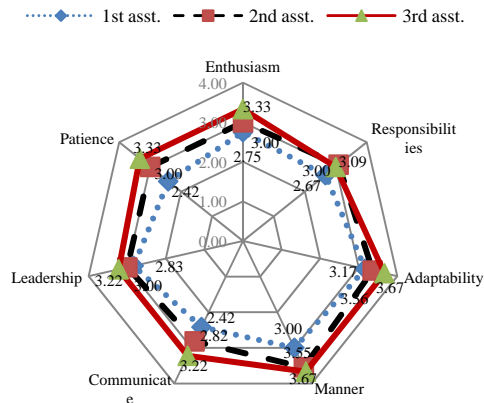 1st asst. 2nd asst. 3rd asst.
Enthusiasm
4.00
3.33
3.00
3.00
2.75
Patience
Responsibilit
ies
3.33
3.00
2.42
3.09
3.00
2.67
2.00
1.00
0.00
Leadership
3.22
3.00
2.83
Adaptability
3.17
3.36
3.67
Communicat
e
2.42
2.82
3.22
Manner
3.00
3.55
3.67